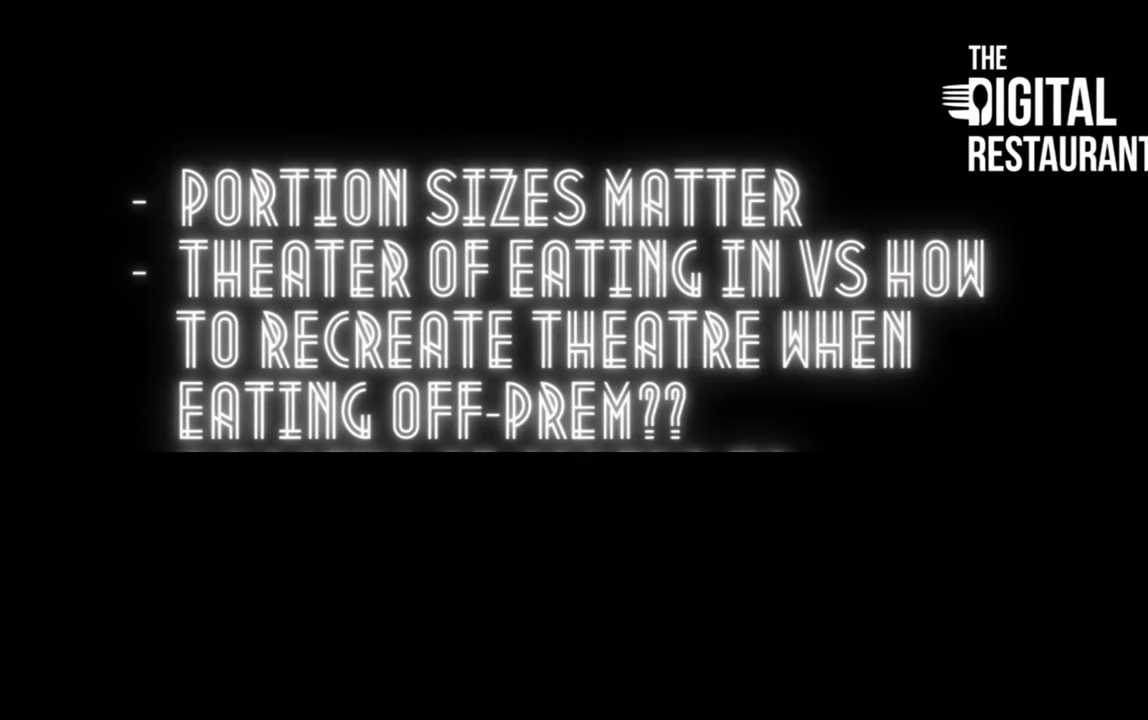 THE
DIGITAL
RESTAURANT
- PORTION SIZES MATTER
- THEATER OF EATING IN VS HOW
TO RECREATE THEATRE WHEN
EATING OFF-PREM??